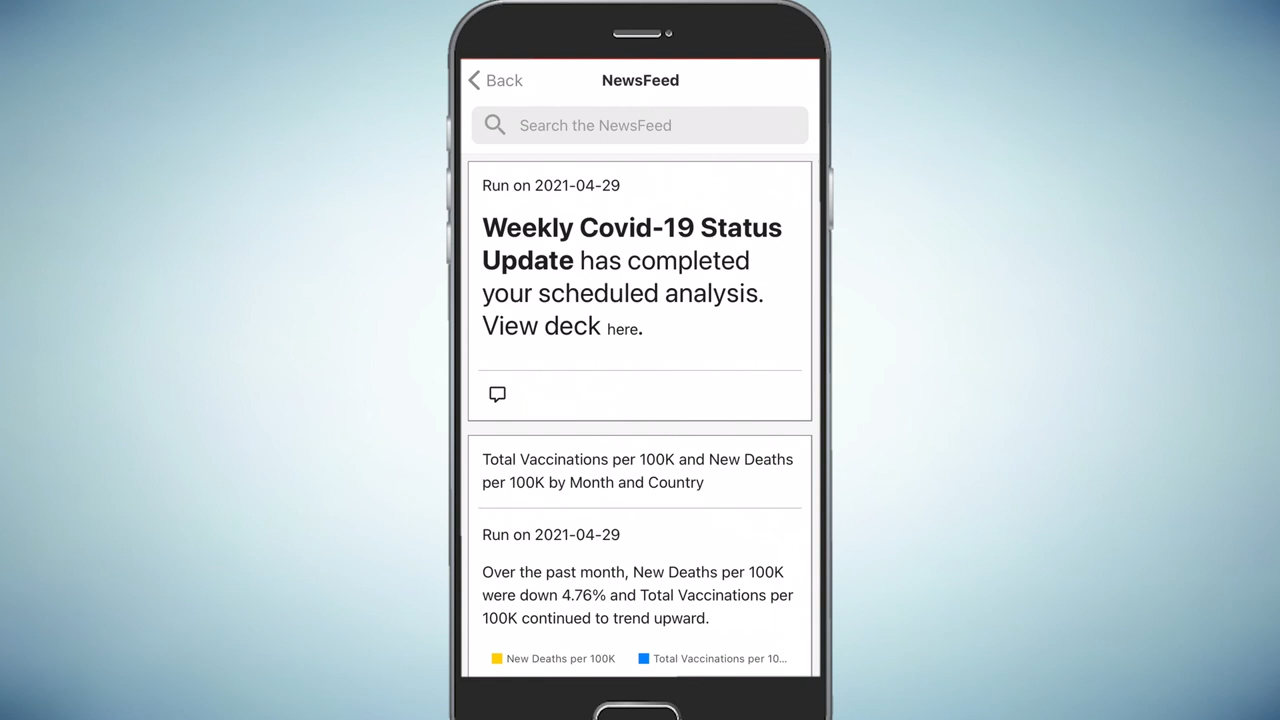 Back
NewsFeed
Search the NewsFeed
Run on 2021-04-29
Weekly Covid-19 Status
Update has completed
your scheduled analysis.
View deck here.
Total Vaccinations per 100K and New Deaths
per 100K by Month and Country
Run on 2021-04-29
Over the past month, New Deaths per 100K
were down 4.76% and Total Vaccinations per
100K continued to trend upward.
New Deaths per 100K
Total Vaccinations per 10...